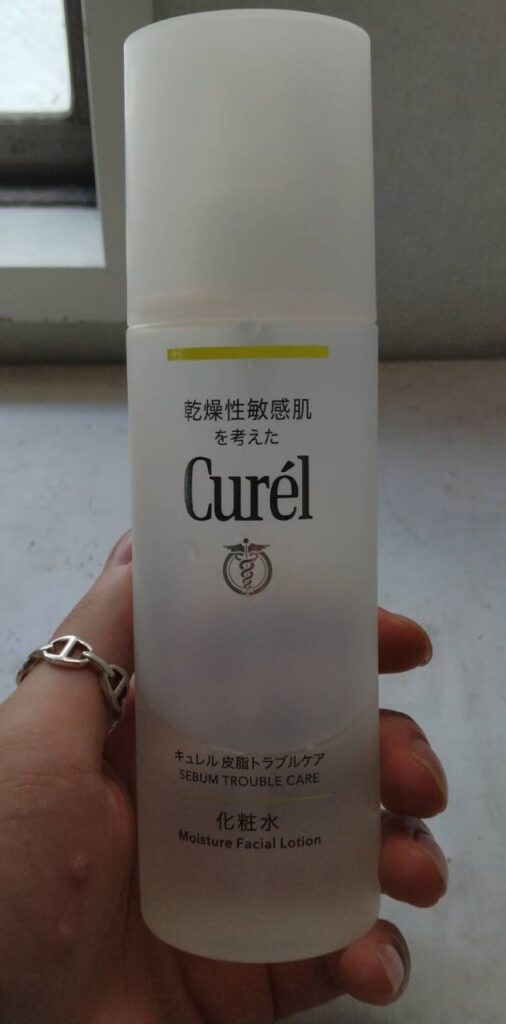 乾燥性敏感肌
を考えた
Curél
キュレル 皮脂トラブルケア
SEBUM TROUBLE CARE
化粧水
Moisture Facial Lotion